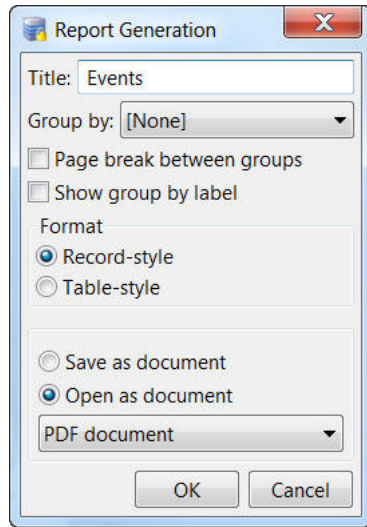 Report Generation
Title: Events
Group by: [None]
Page break between groups
Show group by label
Format
Record-style
Table-style
Save as document
Open as document
PDF document
OK Cancel